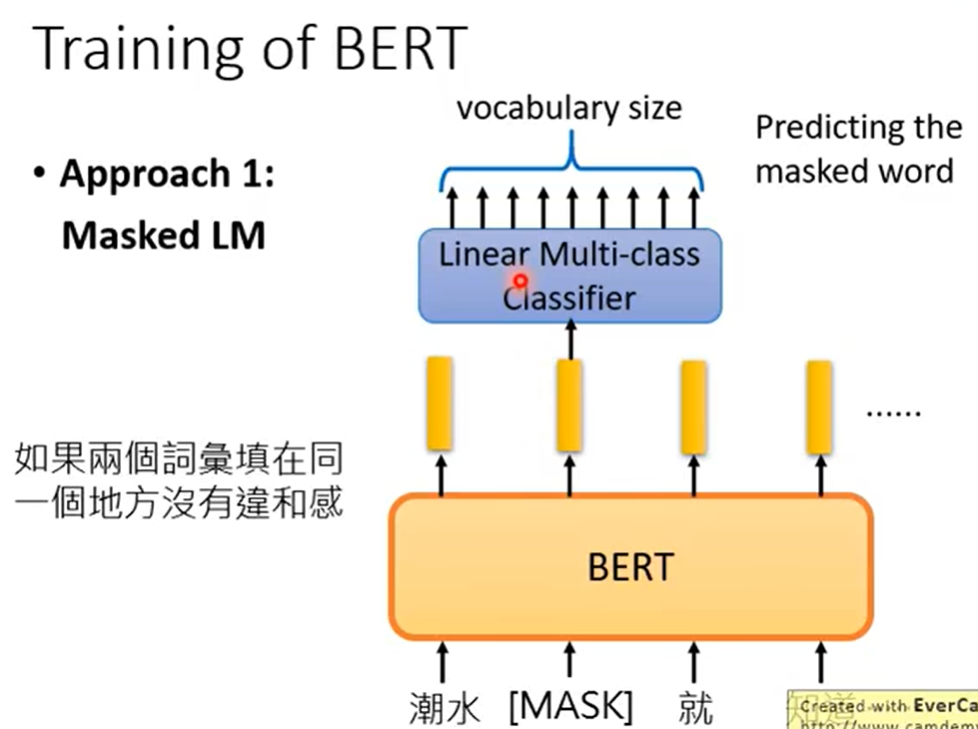 Training of BERT
vocabulary size
Predicting the
masked word
• Approach 1:
Masked LM
Linear Multi-class
Classifier
......
如果兩個詞彙填在同
一個地方沒有違和感
BERT
潮水 [MASK] 就 知道
Created with EverCa
http://www.camdem